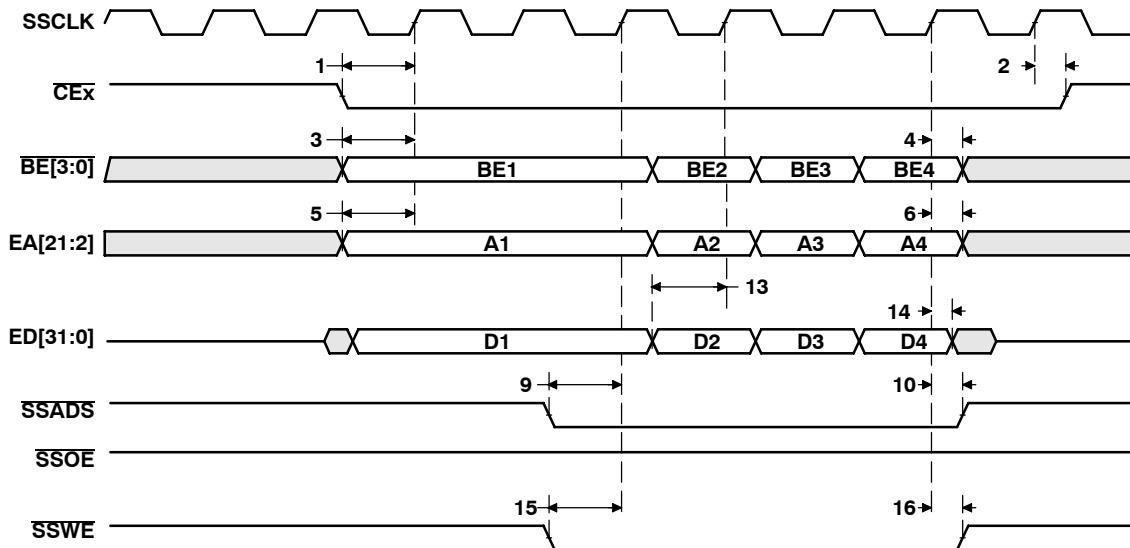 SSCLK
1 2
CEx
3 4
BE[3:0] BE1 BE2 BE3 BE4
5 6
EA[21:2] A1 A2 A3 A4
13
14
ED[31:0] D1 D2 D3 D4
9 10
SSADS
SSOE
15 16
SSWE